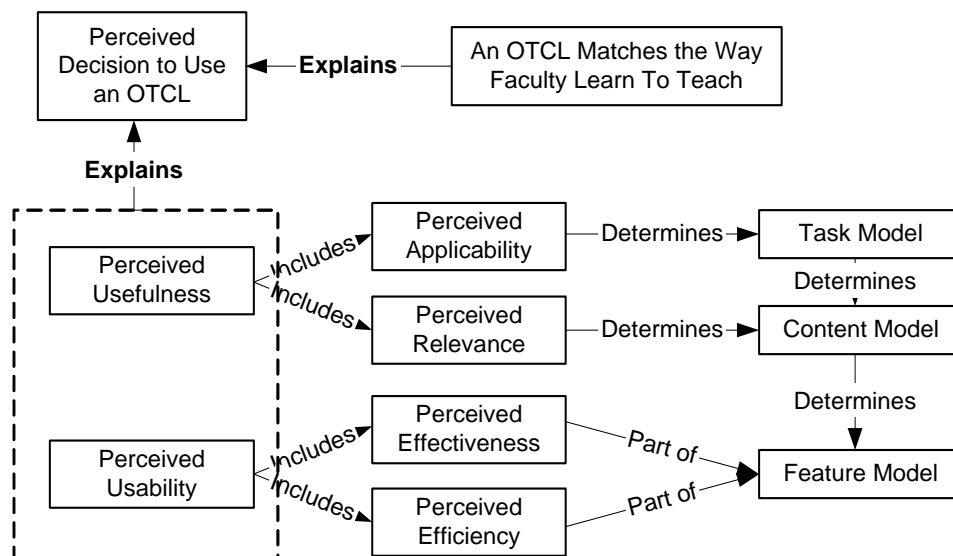 Perceived
Decision to Use
an OTCL
Explains
An OTCL Matches the Way
Faculty Learn To Teach
Explains
Perceived
Usefulness
Includes
Includes
Perceived
Applicability
Determines
Task Model
Determines
Perceived
Relevance
Determines
Content Model
Determines
Perceived
Usability
Includes
Includes
Perceived
Effectiveness
Part of
Feature Model
Perceived
Efficiency
Part of